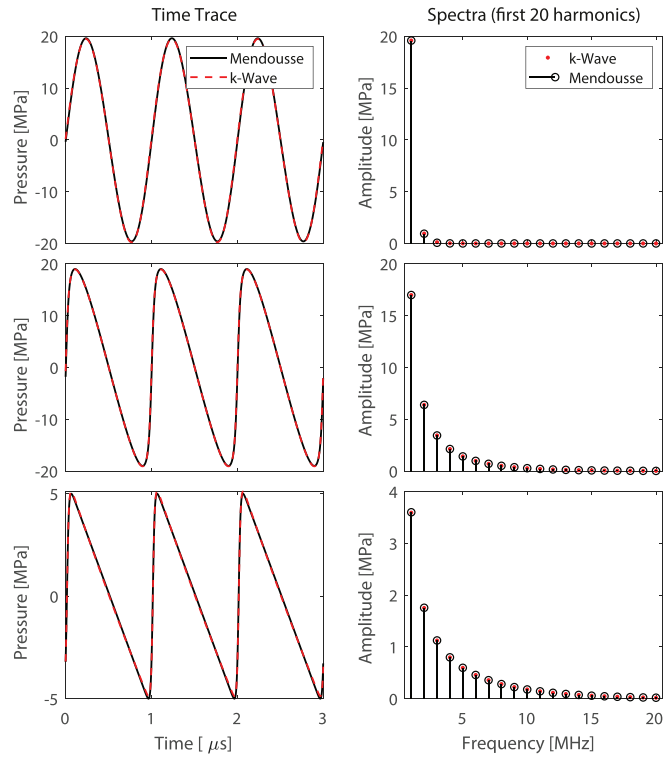 Time Trace
Pressure [MPa]
20
10
0
-10
-20
Mendousse
k-Wave
Spectra (first 20 harmonics)
Amplitude [MPa]
20
15
10
5
0
k-Wave
Mendousse
Pressure [MPa]
20
10
0
-10
-20
Amplitude [MPa]
20
15
10
5
0
Pressure [MPa]
5
0
-5
0
1
2
3
Time [ μs]
Amplitude [MPa]
4
3
2
1
0
5
10
15
20
Frequency [MHz]